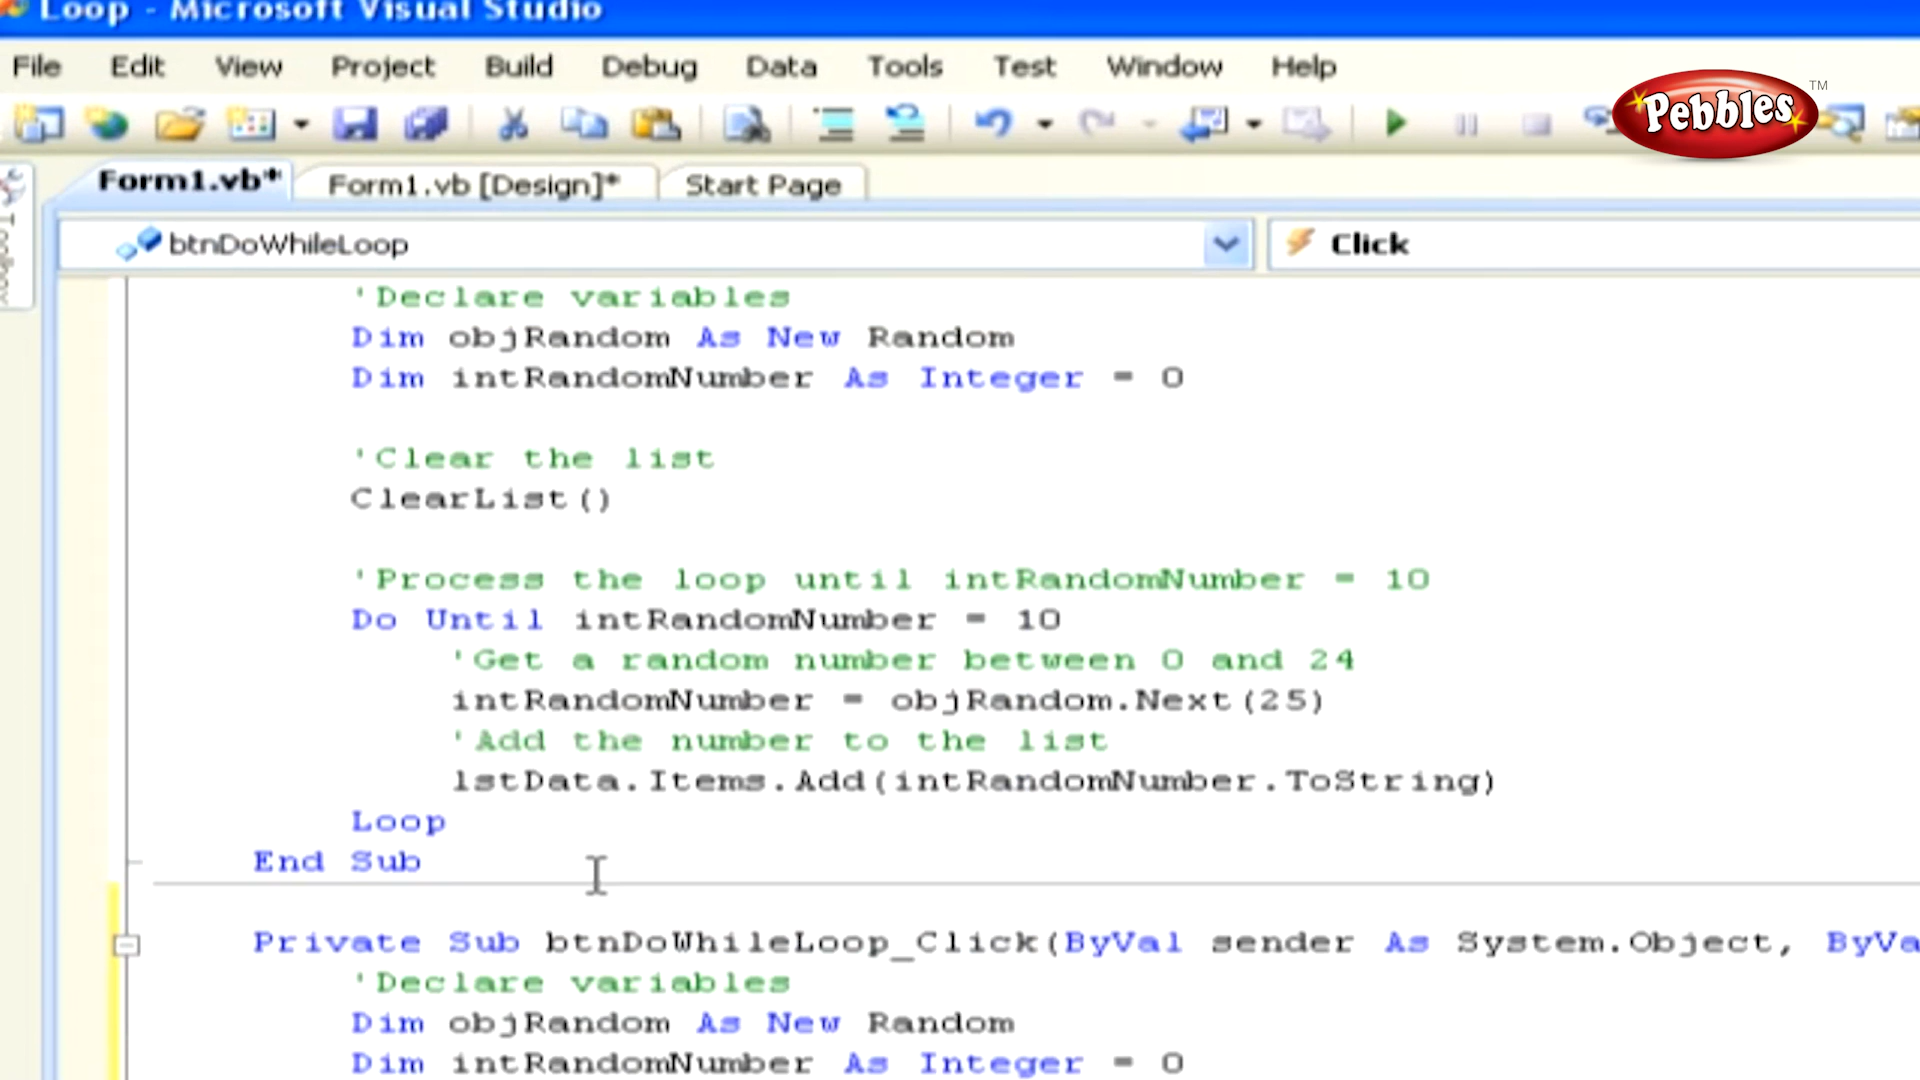 Loop - Microsoft Visual Studio
File Edit View Project Build Debug Data Tools Test Window Help
Pebbles™
Toolbox
Form1.vb* Form1.vb [Design]* Start Page
btnDoWhileLoop Click
'Declare variables
Dim objRandom As New Random
Dim intRandomNumber As Integer = 0
'Clear the list
ClearList()
'Process the loop until intRandomNumber = 10
Do Until intRandomNumber = 10
'Get a random number between 0 and 24
intRandomNumber = objRandom.Next(25)
'Add the number to the list
lstData.Items.Add(intRandomNumber.ToString)
Loop
End Sub
Private Sub btnDoWhileLoop_Click(ByVal sender As System.Object, ByVa
'Declare variables
Dim objRandom As New Random
Dim intRandomNumber As Integer = 0